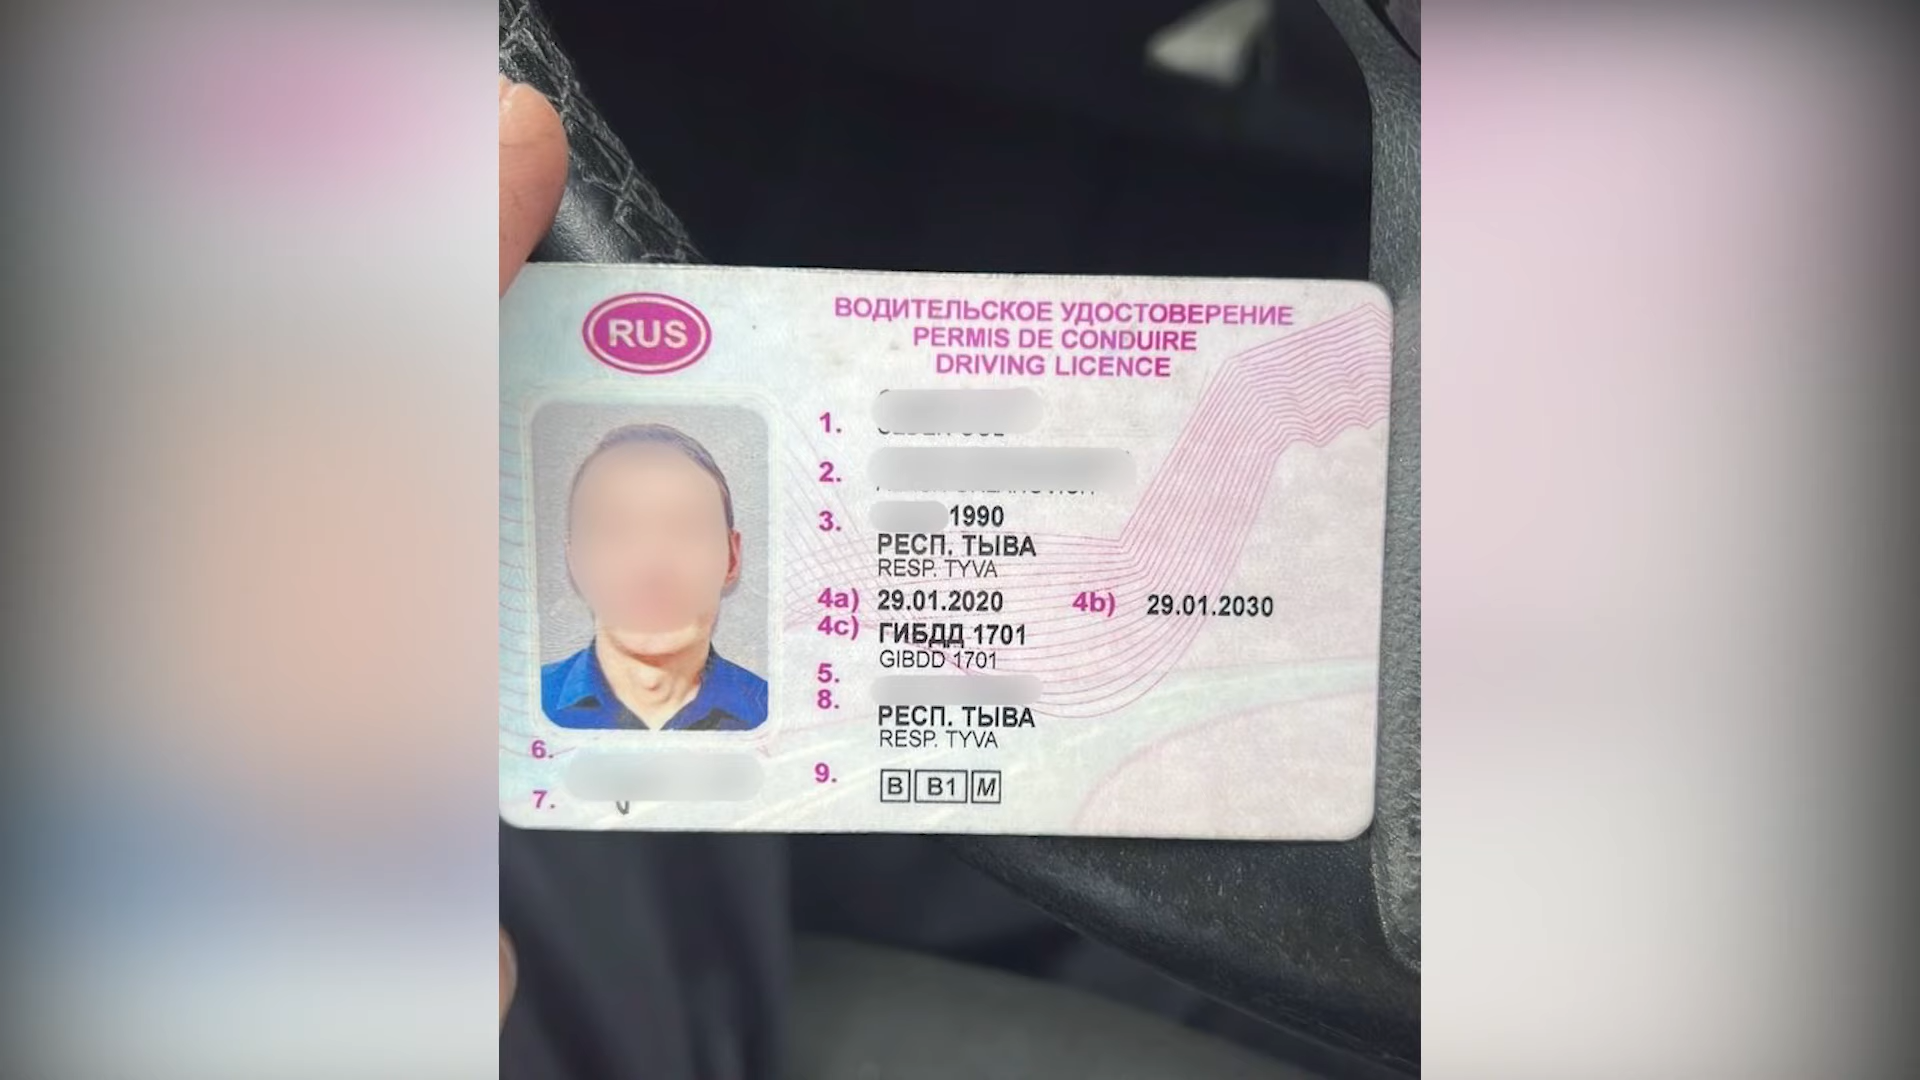 RUS
ВОДИТЕЛЬСКОЕ УДОСТОВЕРЕНИЕ
PERMIS DE CONDUIRE
DRIVING LICENCE
1.
2.
3. 1990
РЕСП. ТЫВА
RESP. TYVA
4a) 29.01.2020 4b) 29.01.2030
4c) ГИБДД 1701
GIBDD 1701
5.
8.
РЕСП. ТЫВА
RESP. TYVA
6.
7.
9. B B1 M